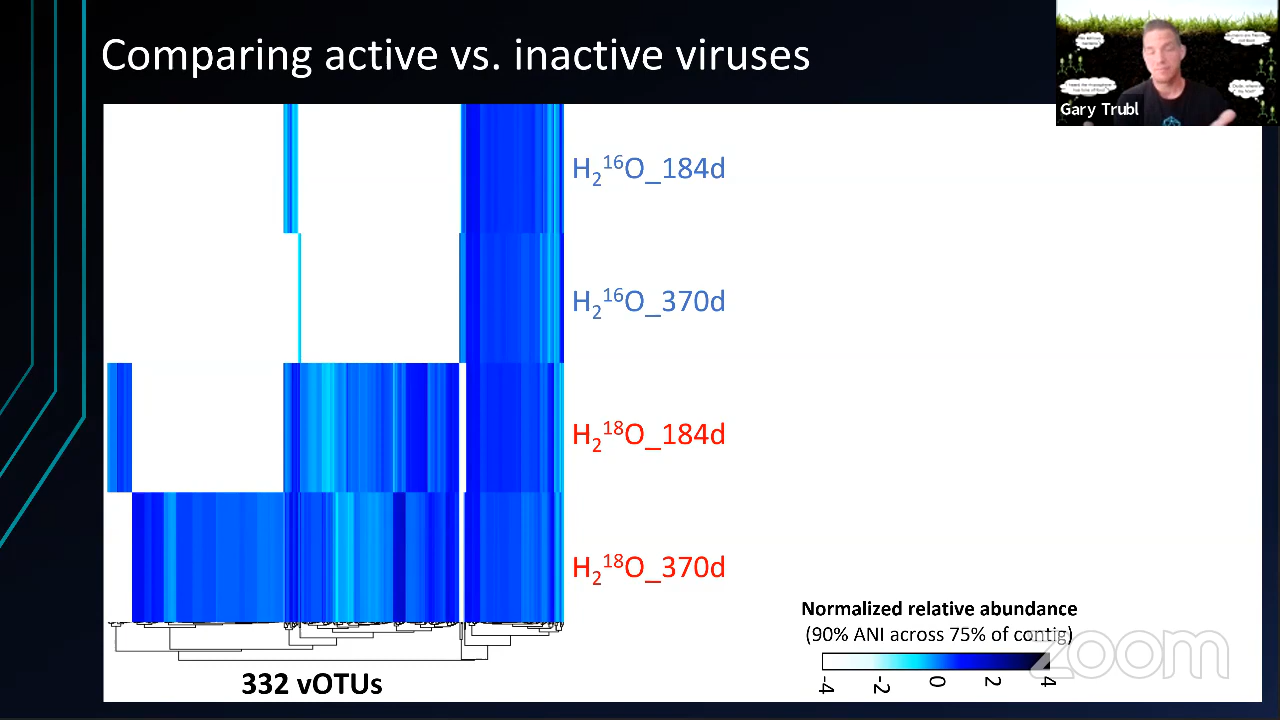 Comparing active vs. inactive viruses
Gary Trubl
H₂¹⁶O_184d
H₂¹⁶O_370d
H₂¹⁸O_184d
H₂¹⁸O_370d
332 vOTUs
Normalized relative abundance
(90% ANI across 75% of contig)
-4 -2 0 2 4
zoom